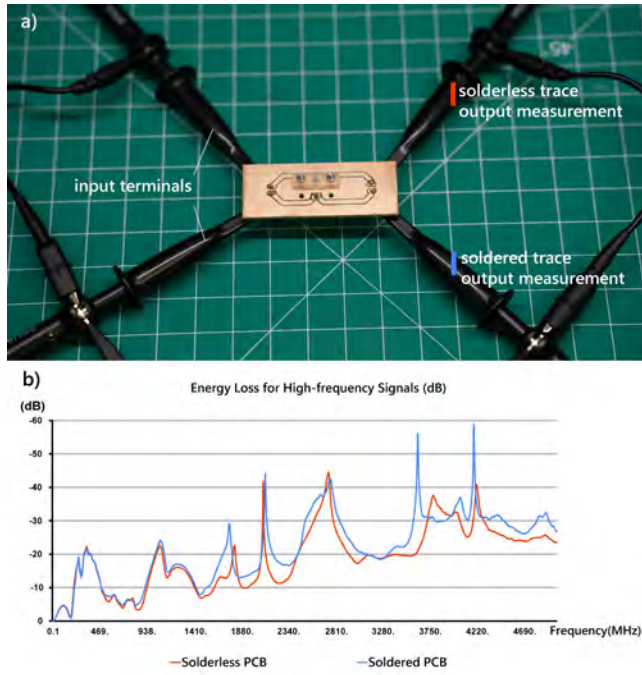 a)
45°
solderless trace
output measurement
input terminals
soldered trace
output measurement
b)
Energy Loss for High-frequency Signals (dB)
(dB)
-60
-50
-40
-30
-20
-10
0
0.1 469. 938. 1410. 1880. 2340. 2810. 3280. 3750. 4220. 4690. Frequency(MHz)
Solderless PCB Soldered PCB